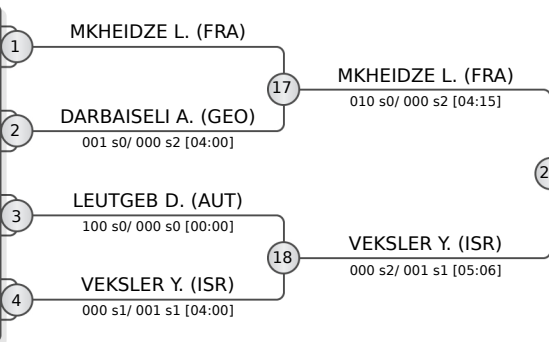 1
MKHEIDZE L. (FRA)
17
MKHEIDZE L. (FRA)
010 s0/ 000 s2 [04:15]
2
DARBAISELI A. (GEO)
001 s0/ 000 s2 [04:00]
3
LEUTGEB D. (AUT)
100 s0/ 000 s0 [00:00]
18
VEKSLER Y. (ISR)
000 s2/ 001 s1 [05:06]
4
VEKSLER Y. (ISR)
000 s1/ 001 s1 [04:00]